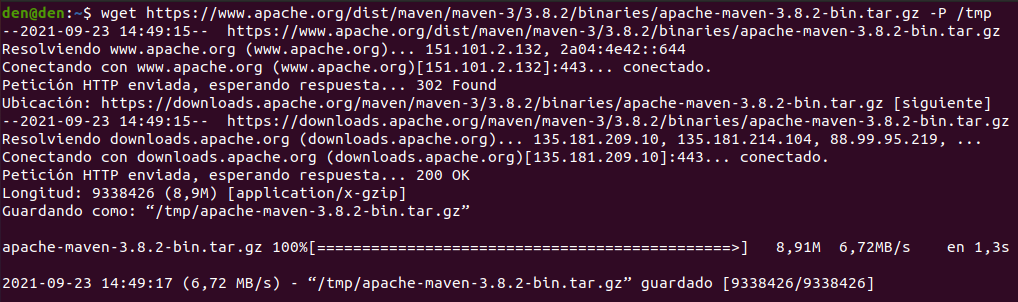 den@den:~$ wget https://www.apache.org/dist/maven/maven-3/3.8.2/binaries/apache-maven-3.8.2-bin.tar.gz -P /tmp
--2021-09-23 14:49:15--  https://www.apache.org/dist/maven/maven-3/3.8.2/binaries/apache-maven-3.8.2-bin.tar.gz
Resolviendo www.apache.org (www.apache.org)... 151.101.2.132, 2a04:4e42::644
Conectando con www.apache.org (www.apache.org)[151.101.2.132]:443... conectado.
Petición HTTP enviada, esperando respuesta... 302 Found
Ubicación: https://downloads.apache.org/maven/maven-3/3.8.2/binaries/apache-maven-3.8.2-bin.tar.gz [siguiente]
--2021-09-23 14:49:15--  https://downloads.apache.org/maven/maven-3/3.8.2/binaries/apache-maven-3.8.2-bin.tar.gz
Resolviendo downloads.apache.org (downloads.apache.org)... 135.181.209.10, 135.181.214.104, 88.99.95.219, ...
Conectando con downloads.apache.org (downloads.apache.org)[135.181.209.10]:443... conectado.
Petición HTTP enviada, esperando respuesta... 200 OK
Longitud: 9338426 (8,9M) [application/x-gzip]
Guardando como: “/tmp/apache-maven-3.8.2-bin.tar.gz”
apache-maven-3.8.2-bin.tar.gz 100%[==============================================>]   8,91M  6,72MB/s    en 1,3s
2021-09-23 14:49:17 (6,72 MB/s) - “/tmp/apache-maven-3.8.2-bin.tar.gz” guardado [9338426/9338426]